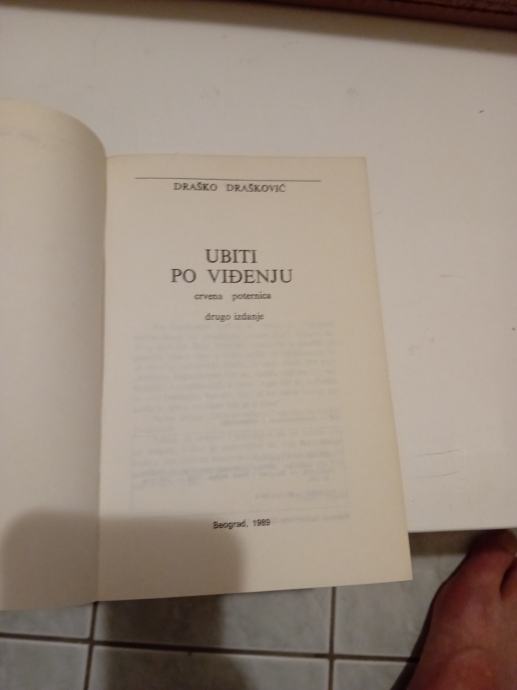 DRAŠKO DRAŠKOVIĆ
UBITI
PO VIĐENJU
crvena poternica
drugo izdanje
Beograd, 1989